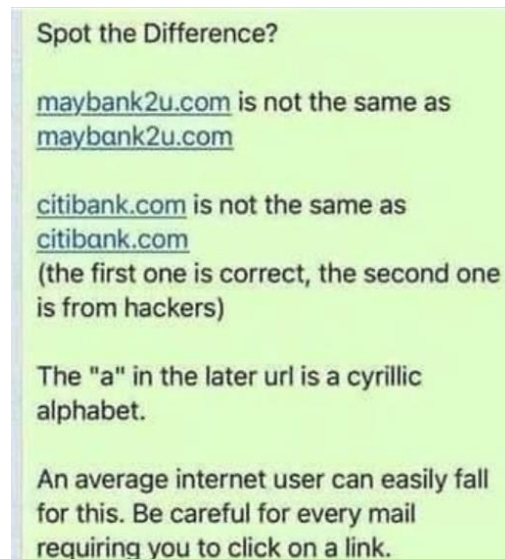 Spot the Difference?
maybank2u.com is not the same as
maybɑnk2u.com
citibank.com is not the same as
citibɑnk.com
(the first one is correct, the second one
is from hackers)
The "a" in the later url is a cyrillic
alphabet.
An average internet user can easily fall
for this. Be careful for every mail
requiring you to click on a link.